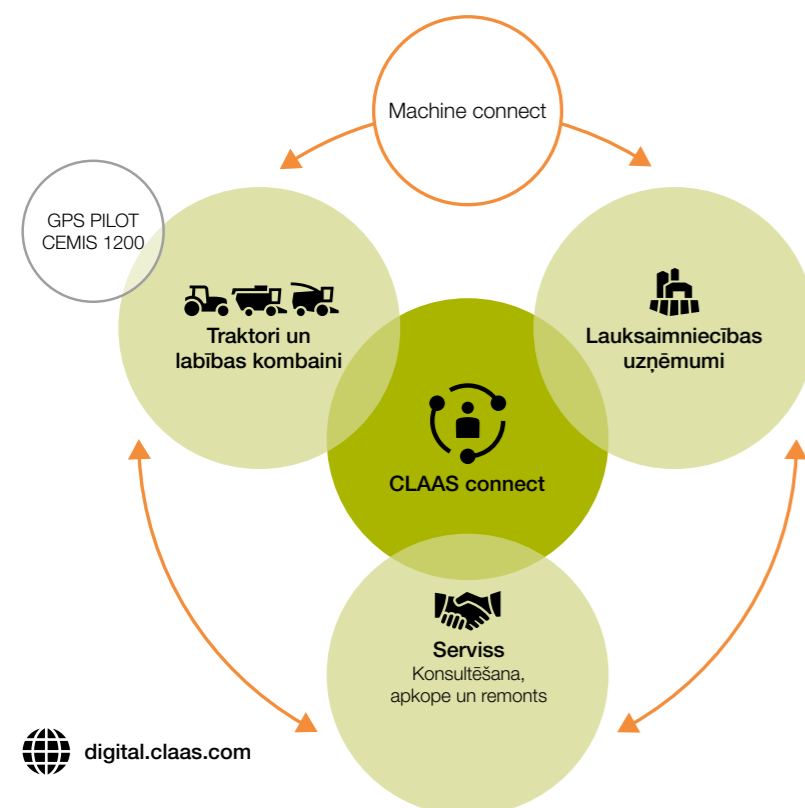 Machine connect
GPS PILOT
CEMIS 1200
Traktori un
labības kombaini
Lauksaimniecības
uzņēmumi
CLAAS connect
Serviss
Konsultēšana,
apkope un remonts
digital.claas.com